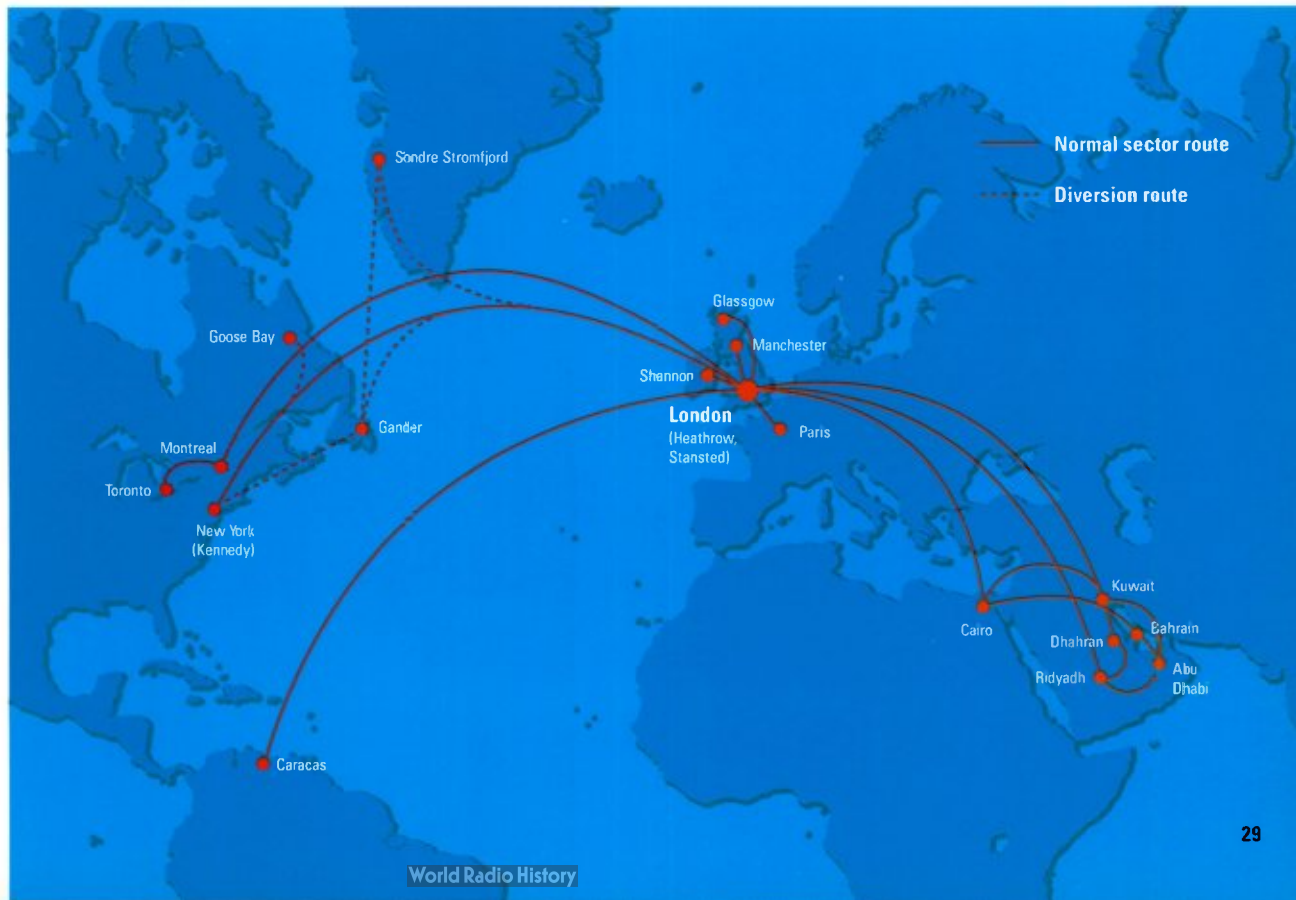 Sondre Stromfjord
Normal sector route
Diversion route
Glassgow
Goose Bay
Manchester
Shannon
London
(Heathrow,
Stansted)
Paris
Gander
Montreal
Toronto
New York
(Kennedy)
Kuwait
Cairo
Dhahran
Bahrain
Ridyadh
Abu
Dhabi
Caracas
29
World Radio History